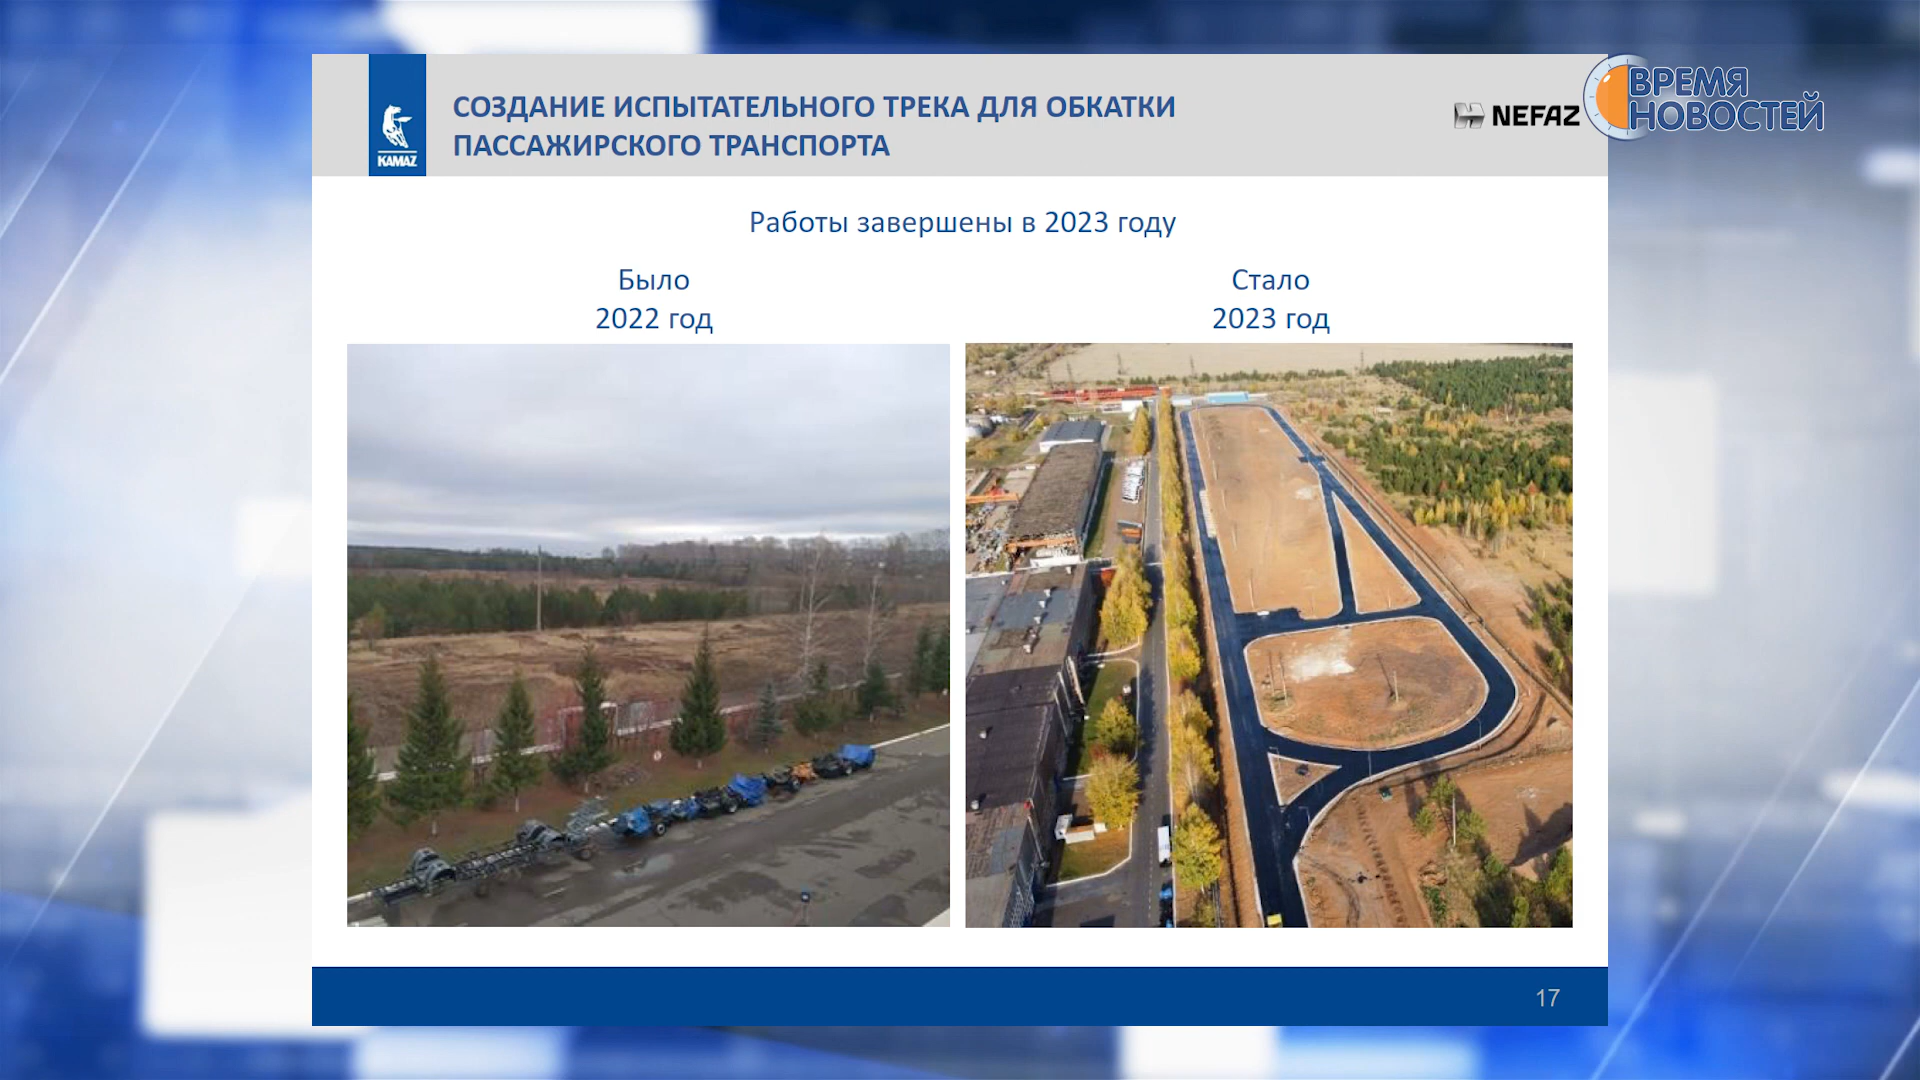 СОЗДАНИЕ ИСПЫТАТЕЛЬНОГО ТРЕКА ДЛЯ ОБКАТКИ
ПАССАЖИРСКОГО ТРАНСПОРТА
KAMAZ
NEFAZ
ВРЕМЯ
НОВОСТЕЙ
Работы завершены в 2023 году
Было
2022 год
Стало
2023 год
17